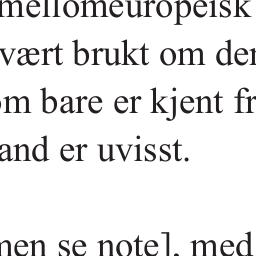 mellomeuropeisk
vært brukt om der
om bare er kjent fr
and er uvisst.
men se note], med